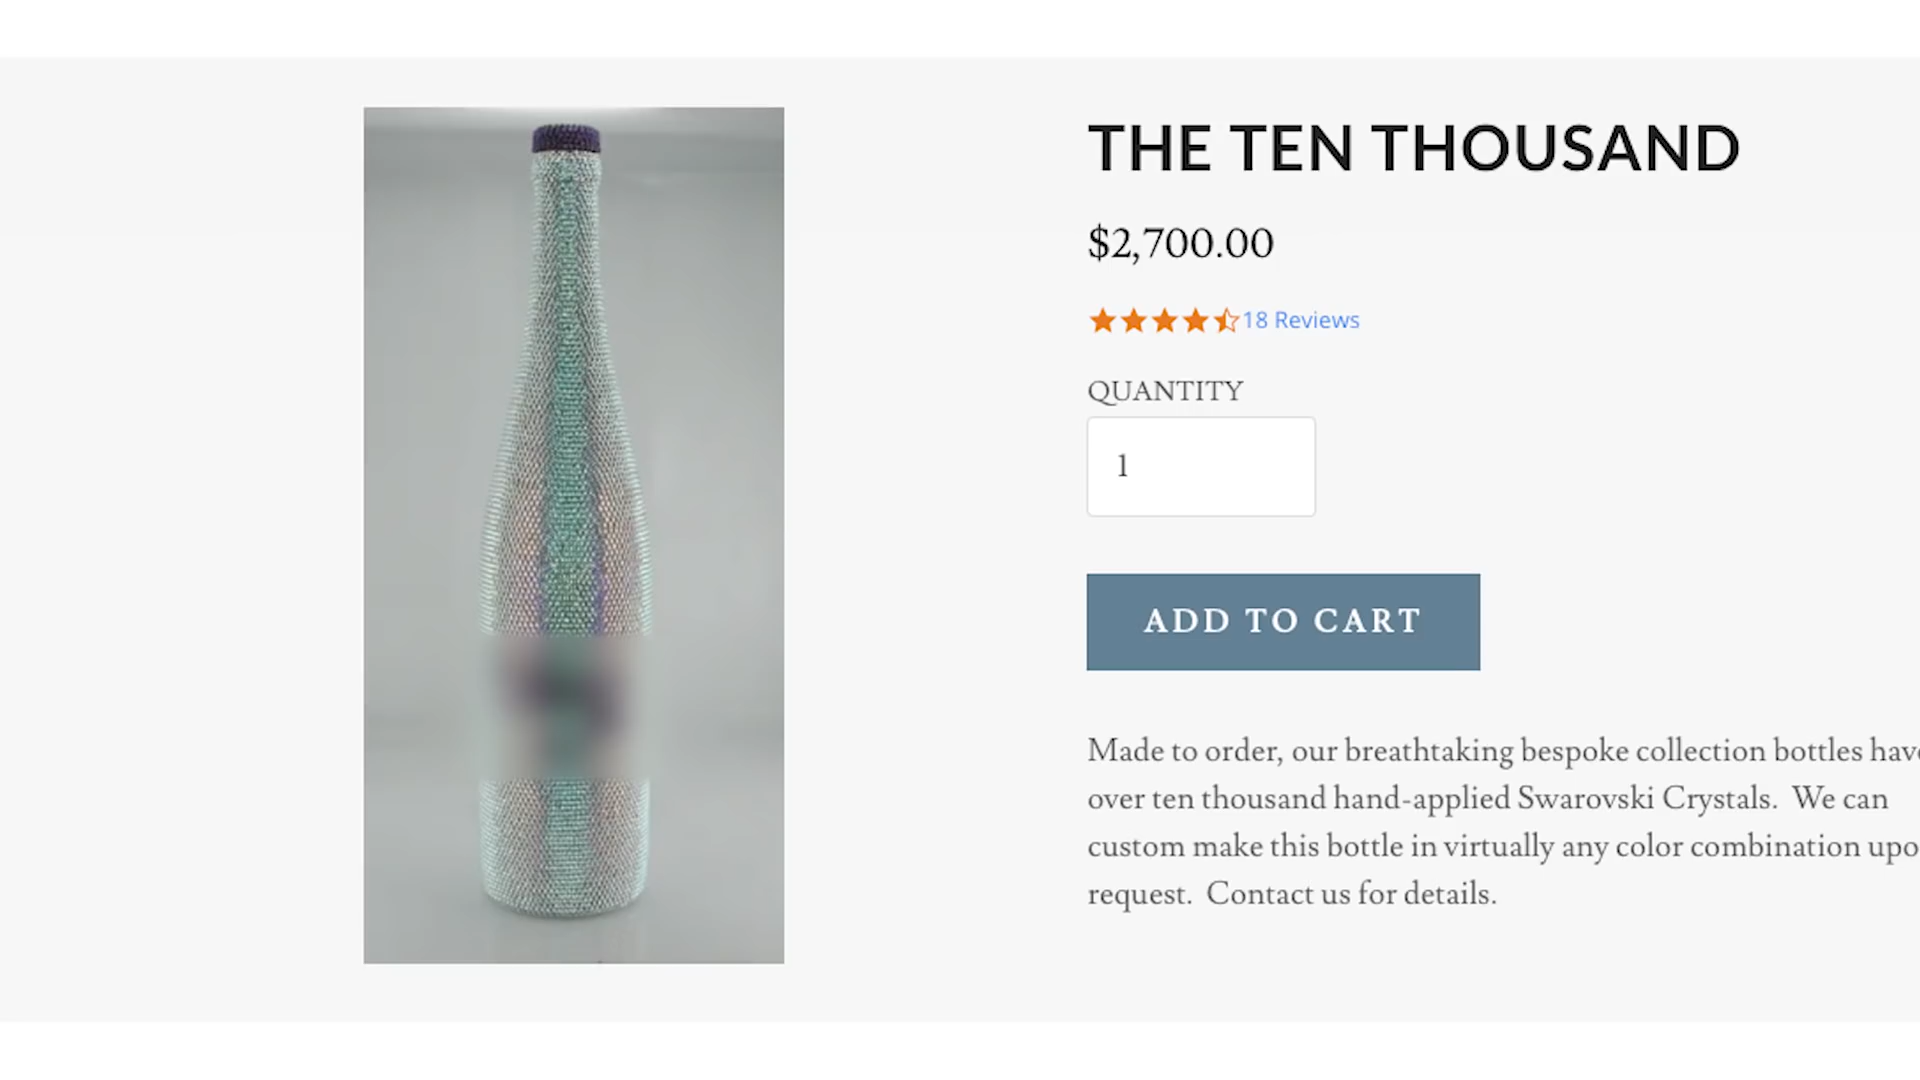 THE TEN THOUSAND
$2,700.00
18 Reviews
QUANTITY
1
ADD TO CART
Made to order, our breathtaking bespoke collection bottles have
over ten thousand hand-applied Swarovski Crystals. We can
custom make this bottle in virtually any color combination upo
request. Contact us for details.